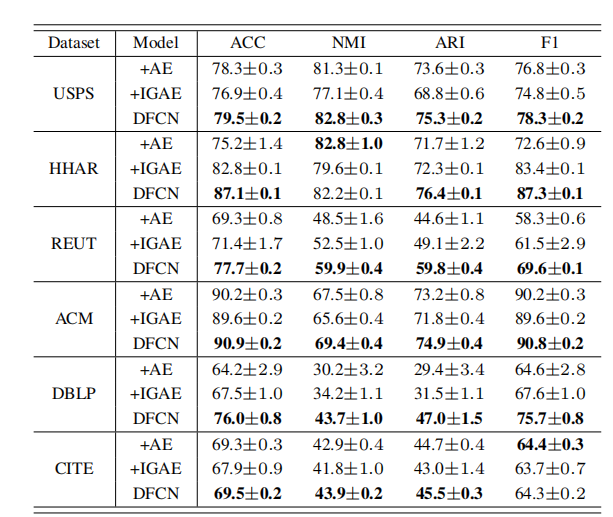 Dataset Model ACC NMI ARI F1
+AE 78.3±0.3 81.3±0.1 73.6±0.3 76.8±0.3
USPS +IGAE 76.9±0.4 77.1±0.4 68.8±0.6 74.8±0.5
DFCN 79.5±0.2 82.8±0.3 75.3±0.2 78.3±0.2
+AE 75.2±1.4 82.8±1.0 71.7±1.2 72.6±0.9
HHAR +IGAE 82.8±0.1 79.6±0.1 72.3±0.1 83.4±0.1
DFCN 87.1±0.1 82.2±0.1 76.4±0.1 87.3±0.1
+AE 69.3±0.8 48.5±1.6 44.6±1.1 58.3±0.6
REUT +IGAE 71.4±1.7 52.5±1.0 49.1±2.2 61.5±2.9
DFCN 77.7±0.2 59.9±0.4 59.8±0.4 69.6±0.1
+AE 90.2±0.3 67.5±0.8 73.2±0.8 90.2±0.3
ACM +IGAE 89.6±0.2 65.6±0.4 71.8±0.4 89.6±0.2
DFCN 90.9±0.2 69.4±0.4 74.9±0.4 90.8±0.2
+AE 64.2±2.9 30.2±3.2 29.4±3.4 64.6±2.8
DBLP +IGAE 67.5±1.0 34.2±1.1 31.5±1.1 67.6±1.0
DFCN 76.0±0.8 43.7±1.0 47.0±1.5 75.7±0.8
+AE 69.3±0.3 42.9±0.4 44.7±0.4 64.4±0.3
CITE +IGAE 67.9±0.9 41.8±1.0 43.0±1.4 63.7±0.7
DFCN 69.5±0.2 43.9±0.2 45.5±0.3 64.3±0.2